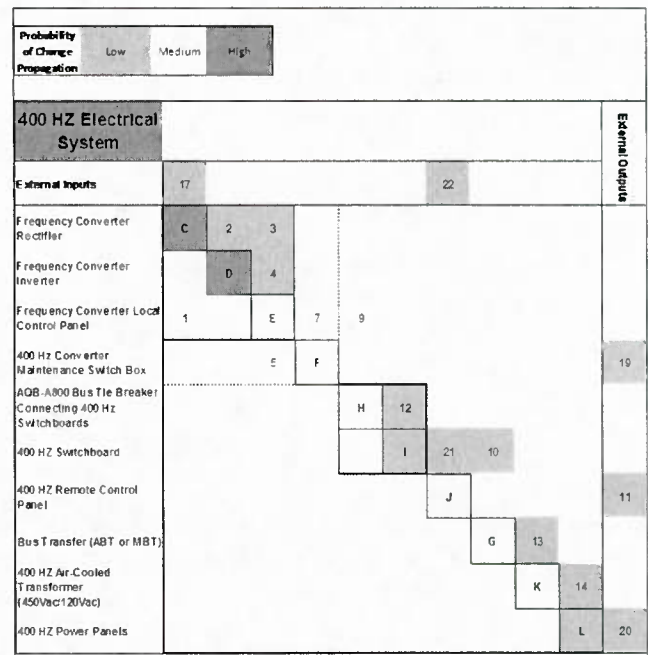 Probability
of Change
Propagation
Low
Medium
High
400 HZ Electrical
System
External Outputs
External Inputs
17
22
Frequency Converter
Rectifier
C
2
3
Frequency Converter
Inverter
D
4
Frequency Converter Local
Control Panel
1
E
7
9
400 Hz Converter
Maintenance Switch Box
5
F
19
AQB-A800 Bus Tie Breaker
Connecting 400 Hz
Switchboards
H
12
400 HZ Switchboard
I
21
10
400 HZ Remote Control
Panel
J
11
Bus Transfer (ABT or MBT)
G
13
400 HZ Air-Cooled
Transformer
(450Vac/120Vac)
K
14
400 HZ Power Panels
L
20